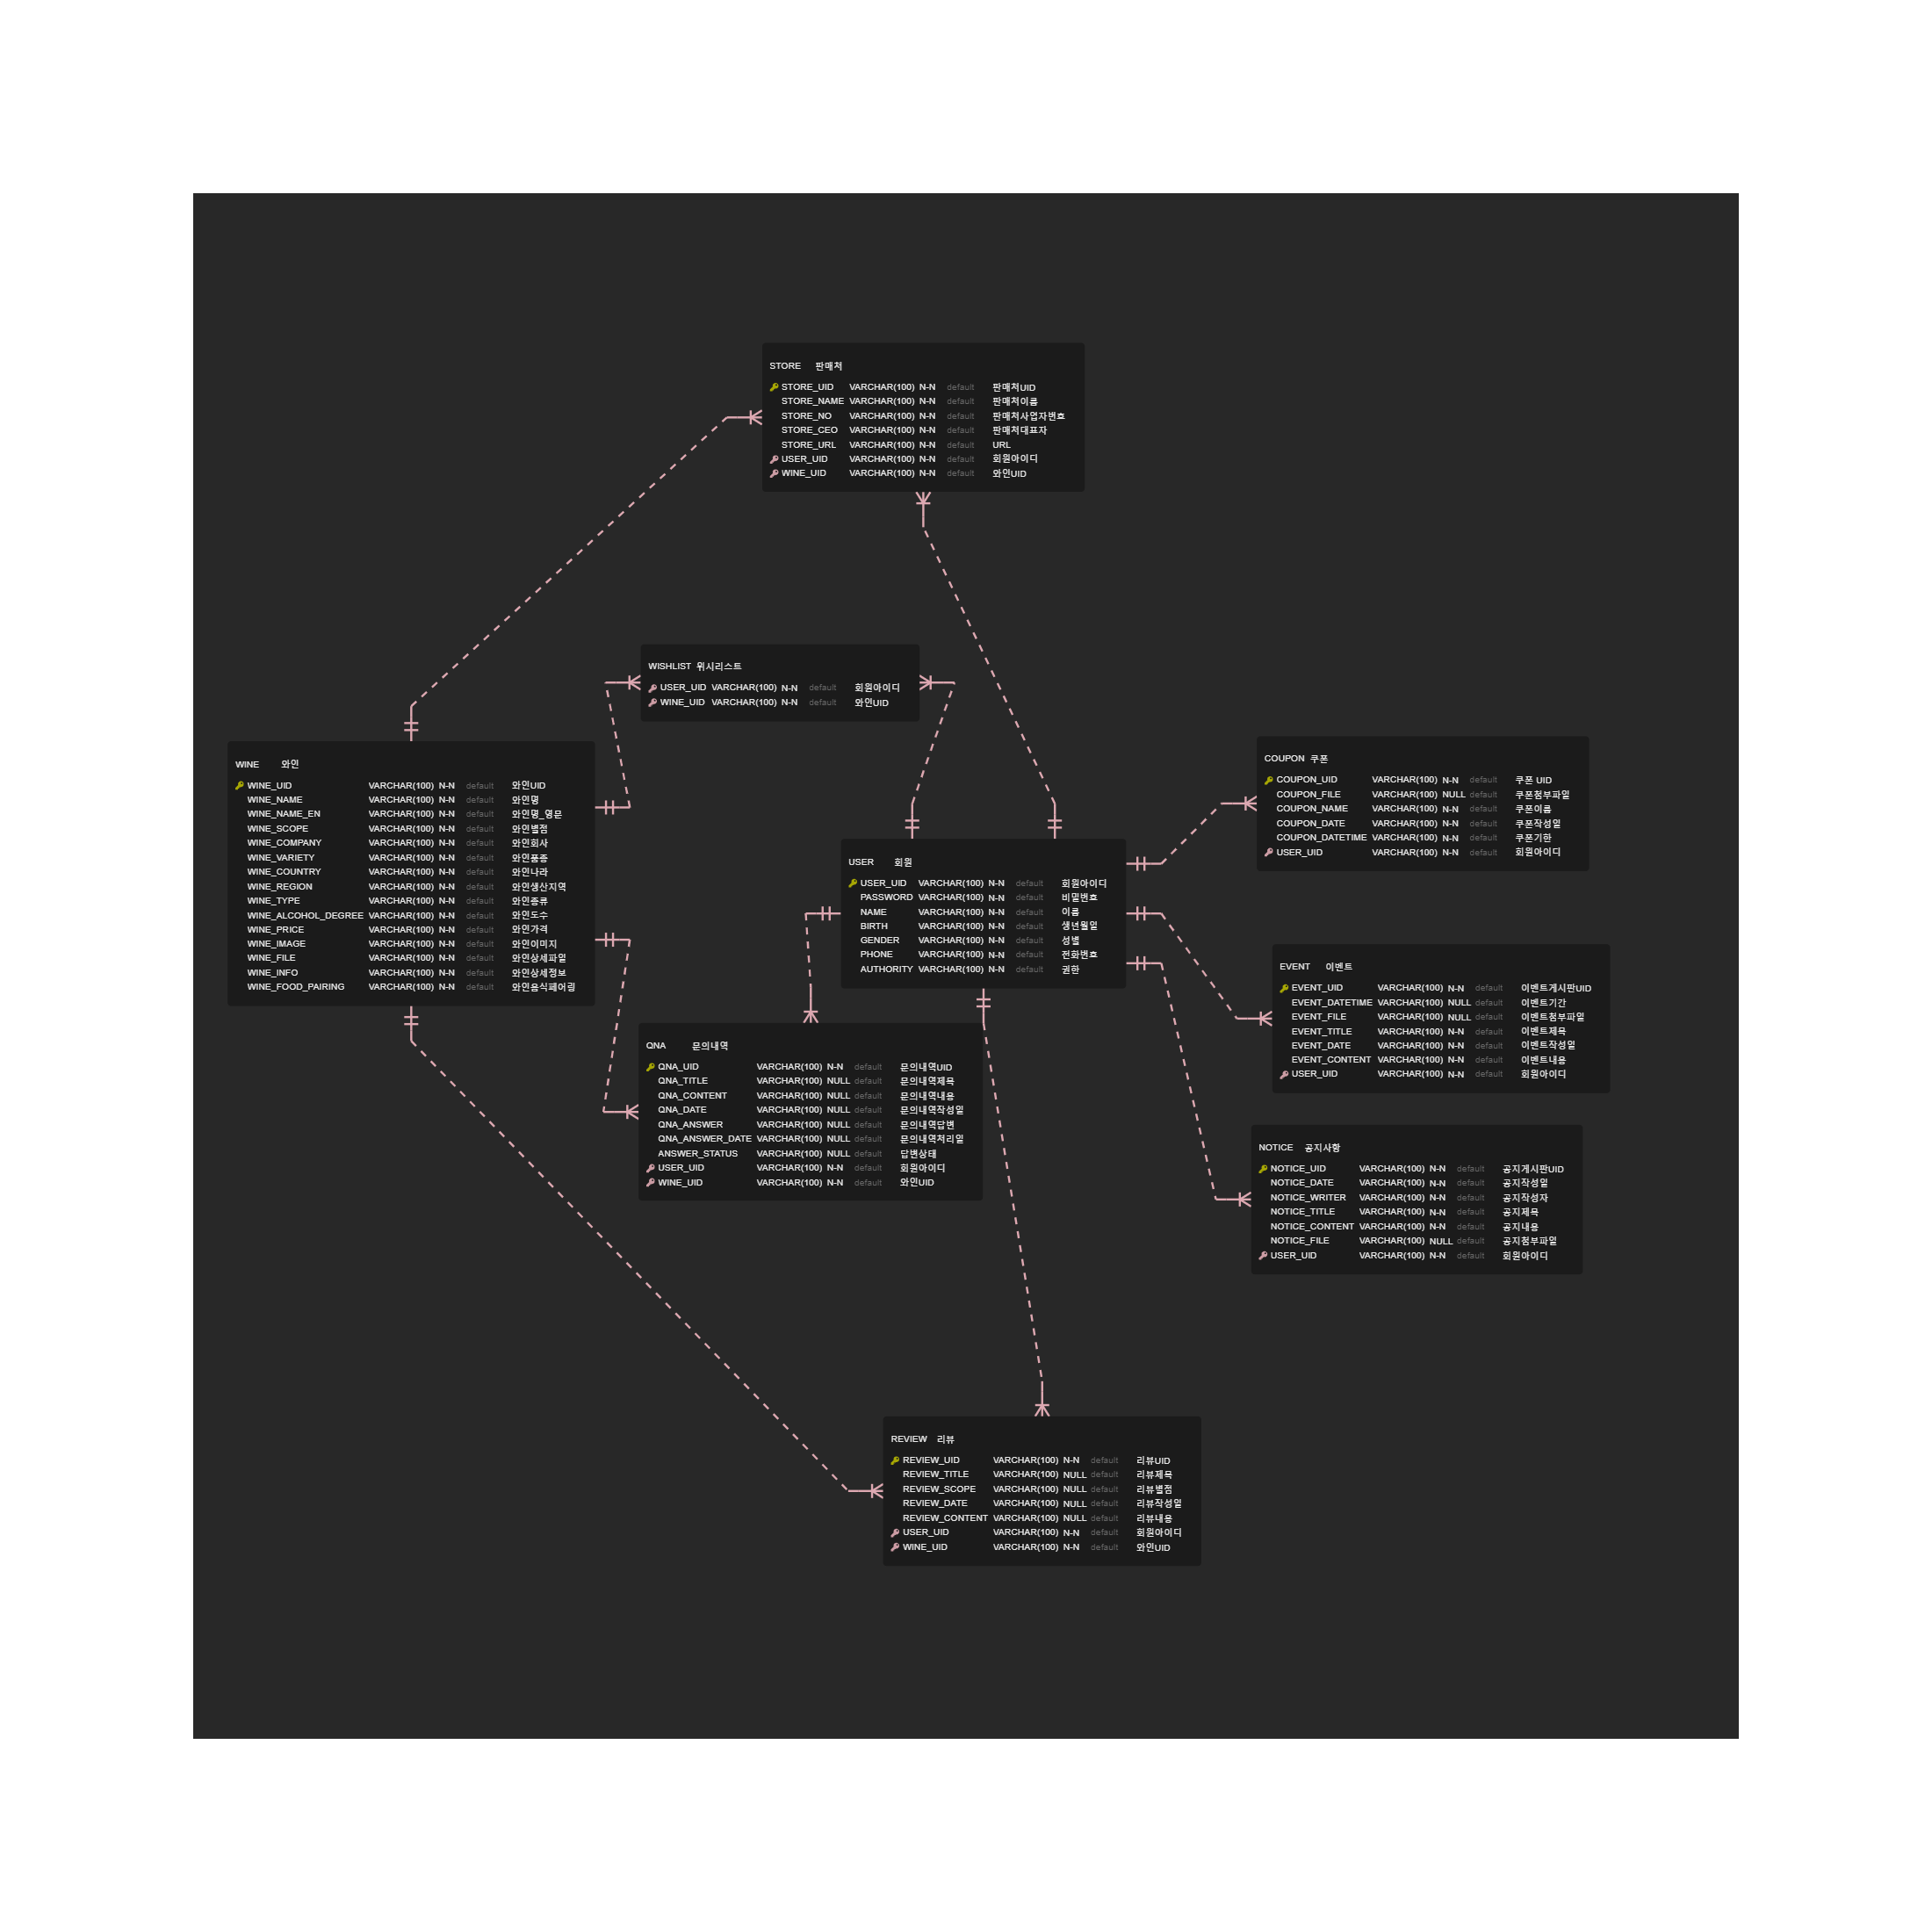 STORE 판매처
STORE_UID VARCHAR(100) N-N default 판매처UID
STORE_NAME VARCHAR(100) N-N default 판매처이름
STORE_NO VARCHAR(100) N-N default 판매처사업자번호
STORE_CEO VARCHAR(100) N-N default 판매처대표자
STORE_URL VARCHAR(100) N-N default URL
USER_UID VARCHAR(100) N-N default 회원아이디
WINE_UID VARCHAR(100) N-N default 와인UID
WISHLIST 위시리스트
USER_UID VARCHAR(100) N-N default 회원아이디
WINE_UID VARCHAR(100) N-N default 와인UID
WINE 와인
WINE_UID VARCHAR(100) N-N default 와인UID
WINE_NAME VARCHAR(100) N-N default 와인명
WINE_NAME_EN VARCHAR(100) N-N default 와인명_영문
WINE_SCOPE VARCHAR(100) N-N default 와인별점
WINE_COMPANY VARCHAR(100) N-N default 와인회사
WINE_VARIETY VARCHAR(100) N-N default 와인품종
WINE_COUNTRY VARCHAR(100) N-N default 와인나라
WINE_REGION VARCHAR(100) N-N default 와인생산지역
WINE_TYPE VARCHAR(100) N-N default 와인종류
WINE_ALCOHOL_DEGREE VARCHAR(100) N-N default 와인도수
WINE_PRICE VARCHAR(100) N-N default 와인가격
WINE_IMAGE VARCHAR(100) N-N default 와인이미지
WINE_FILE VARCHAR(100) N-N default 와인상세파일
WINE_INFO VARCHAR(100) N-N default 와인상세정보
WINE_FOOD_PAIRING VARCHAR(100) N-N default 와인음식페어링
COUPON 쿠폰
COUPON_UID VARCHAR(100) N-N default 쿠폰 UID
COUPON_FILE VARCHAR(100) NULL default 쿠폰첨부파일
COUPON_NAME VARCHAR(100) N-N default 쿠폰이름
COUPON_DATE VARCHAR(100) N-N default 쿠폰작성일
COUPON_DATETIME VARCHAR(100) N-N default 쿠폰기한
USER_UID VARCHAR(100) N-N default 회원아이디
USER 회원
USER_UID VARCHAR(100) N-N default 회원아이디
PASSWORD VARCHAR(100) N-N default 비밀번호
NAME VARCHAR(100) N-N default 이름
BIRTH VARCHAR(100) N-N default 생년월일
GENDER VARCHAR(100) N-N default 성별
PHONE VARCHAR(100) N-N default 전화번호
AUTHORITY VARCHAR(100) N-N default 권한
EVENT 이벤트
EVENT_UID VARCHAR(100) N-N default 이벤트게시판UID
EVENT_DATETIME VARCHAR(100) NULL default 이벤트기간
EVENT_FILE VARCHAR(100) NULL default 이벤트첨부파일
EVENT_TITLE VARCHAR(100) N-N default 이벤트제목
EVENT_DATE VARCHAR(100) N-N default 이벤트작성일
EVENT_CONTENT VARCHAR(100) N-N default 이벤트내용
USER_UID VARCHAR(100) N-N default 회원아이디
QNA 문의내역
QNA_UID VARCHAR(100) N-N default 문의내역UID
QNA_TITLE VARCHAR(100) NULL default 문의내역제목
QNA_CONTENT VARCHAR(100) NULL default 문의내역내용
QNA_DATE VARCHAR(100) NULL default 문의내역작성일
QNA_ANSWER VARCHAR(100) NULL default 문의내역답변
QNA_ANSWER_DATE VARCHAR(100) NULL default 문의내역처리일
ANSWER_STATUS VARCHAR(100) NULL default 답변상태
USER_UID VARCHAR(100) N-N default 회원아이디
WINE_UID VARCHAR(100) N-N default 와인UID
NOTICE 공지사항
NOTICE_UID VARCHAR(100) N-N default 공지게시판UID
NOTICE_DATE VARCHAR(100) N-N default 공지작성일
NOTICE_WRITER VARCHAR(100) N-N default 공지작성자
NOTICE_TITLE VARCHAR(100) N-N default 공지제목
NOTICE_CONTENT VARCHAR(100) N-N default 공지내용
NOTICE_FILE VARCHAR(100) NULL default 공지첨부파일
USER_UID VARCHAR(100) N-N default 회원아이디
REVIEW 리뷰
REVIEW_UID VARCHAR(100) N-N default 리뷰UID
REVIEW_TITLE VARCHAR(100) NULL default 리뷰제목
REVIEW_SCOPE VARCHAR(100) NULL default 리뷰별점
REVIEW_DATE VARCHAR(100) NULL default 리뷰작성일
REVIEW_CONTENT VARCHAR(100) NULL default 리뷰내용
USER_UID VARCHAR(100) N-N default 회원아이디
WINE_UID VARCHAR(100) N-N default 와인UID